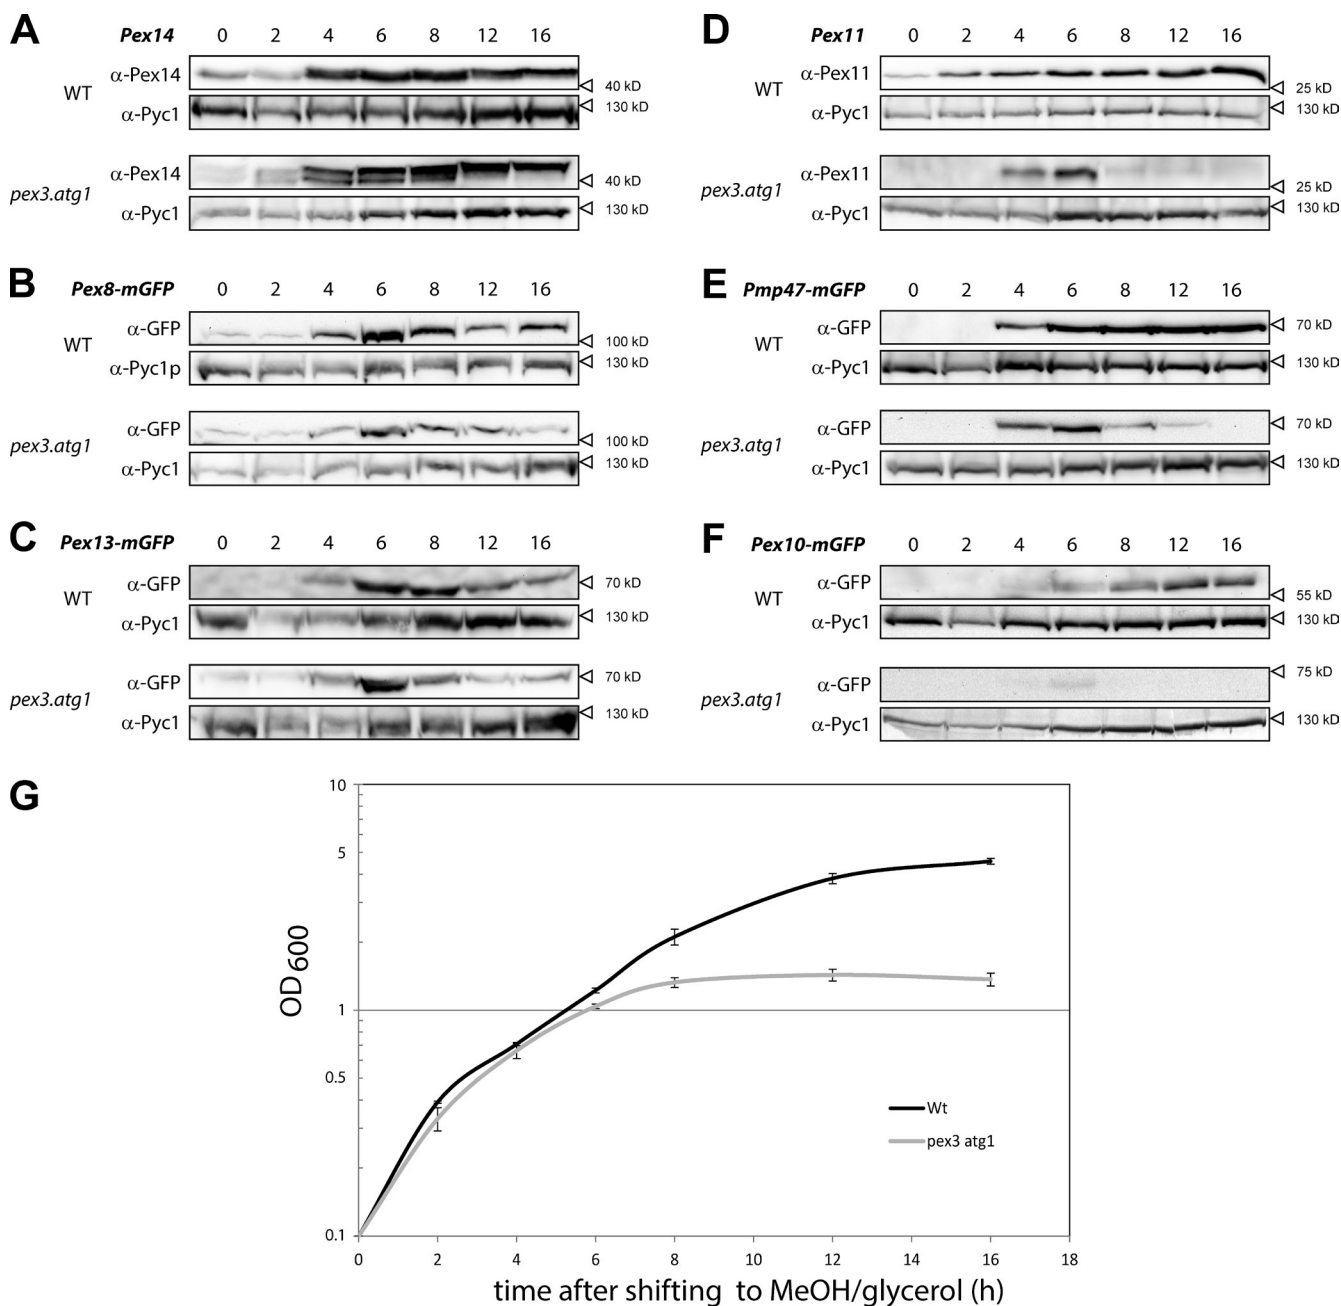 A Pex14 0 2 4 6 8 12 16
WT α-Pex14 40 kD
α-Pyc1 130 kD
pex3.atg1 α-Pex14 40 kD
α-Pyc1 130 kD
B Pex8-mGFP 0 2 4 6 8 12 16
WT α-GFP 100 kD
α-Pyc1p 130 kD
pex3.atg1 α-GFP 100 kD
α-Pyc1 130 kD
C Pex13-mGFP 0 2 4 6 8 12 16
WT α-GFP 70 kD
α-Pyc1 130 kD
pex3.atg1 α-GFP 70 kD
α-Pyc1 130 kD
D Pex11 0 2 4 6 8 12 16
WT α-Pex11 25 kD
α-Pyc1 130 kD
pex3.atg1 α-Pex11 25 kD
α-Pyc1 130 kD
E Pmp47-mGFP 0 2 4 6 8 12 16
WT α-GFP 70 kD
α-Pyc1 130 kD
pex3.atg1 α-GFP 70 kD
α-Pyc1 130 kD
F Pex10-mGFP 0 2 4 6 8 12 16
WT α-GFP 55 kD
α-Pyc1 130 kD
pex3.atg1 α-GFP 75 kD
α-Pyc1 130 kD
G
10
5
1
0.5
0.1
OD600
Wt
pex3 atg1
0 2 4 6 8 10 12 14 16 18
time after shifting to MeOH/glycerol (h)